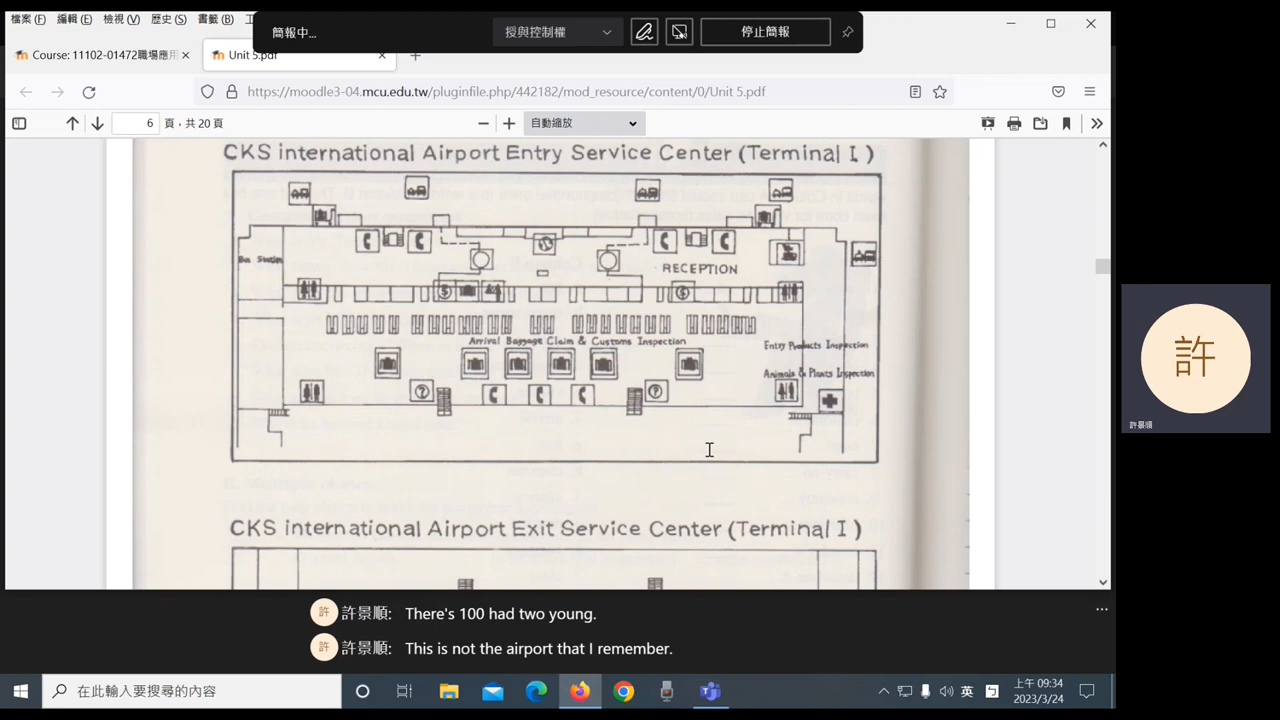 檔案 (F) 編輯 (E) 檢視 (V) 歷史 (S) 書籤 (B)
簡報中...
授與控制權
停止簡報
Course: 11102-01472職場應用
Unit 5.pdf
https://moodle3-04.mcu.edu.tw/pluginfile.php/442182/mod_resource/content/0/Unit 5.pdf
6 頁，共 20 頁
自動縮放
CKS international Airport Entry Service Center (Terminal I)
Bus Station
RECEPTION
Arrival Baggage Claim & Customs Inspection
Entry Products Inspection
Animals & Plants Inspection
CKS international Airport Exit Service Center (Terminal I)
許
許景順
許 許景順: There's 100 had two young.
許 許景順: This is not the airport that I remember.
在此輸入要搜尋的內容
英
上午 09:34
2023/3/24